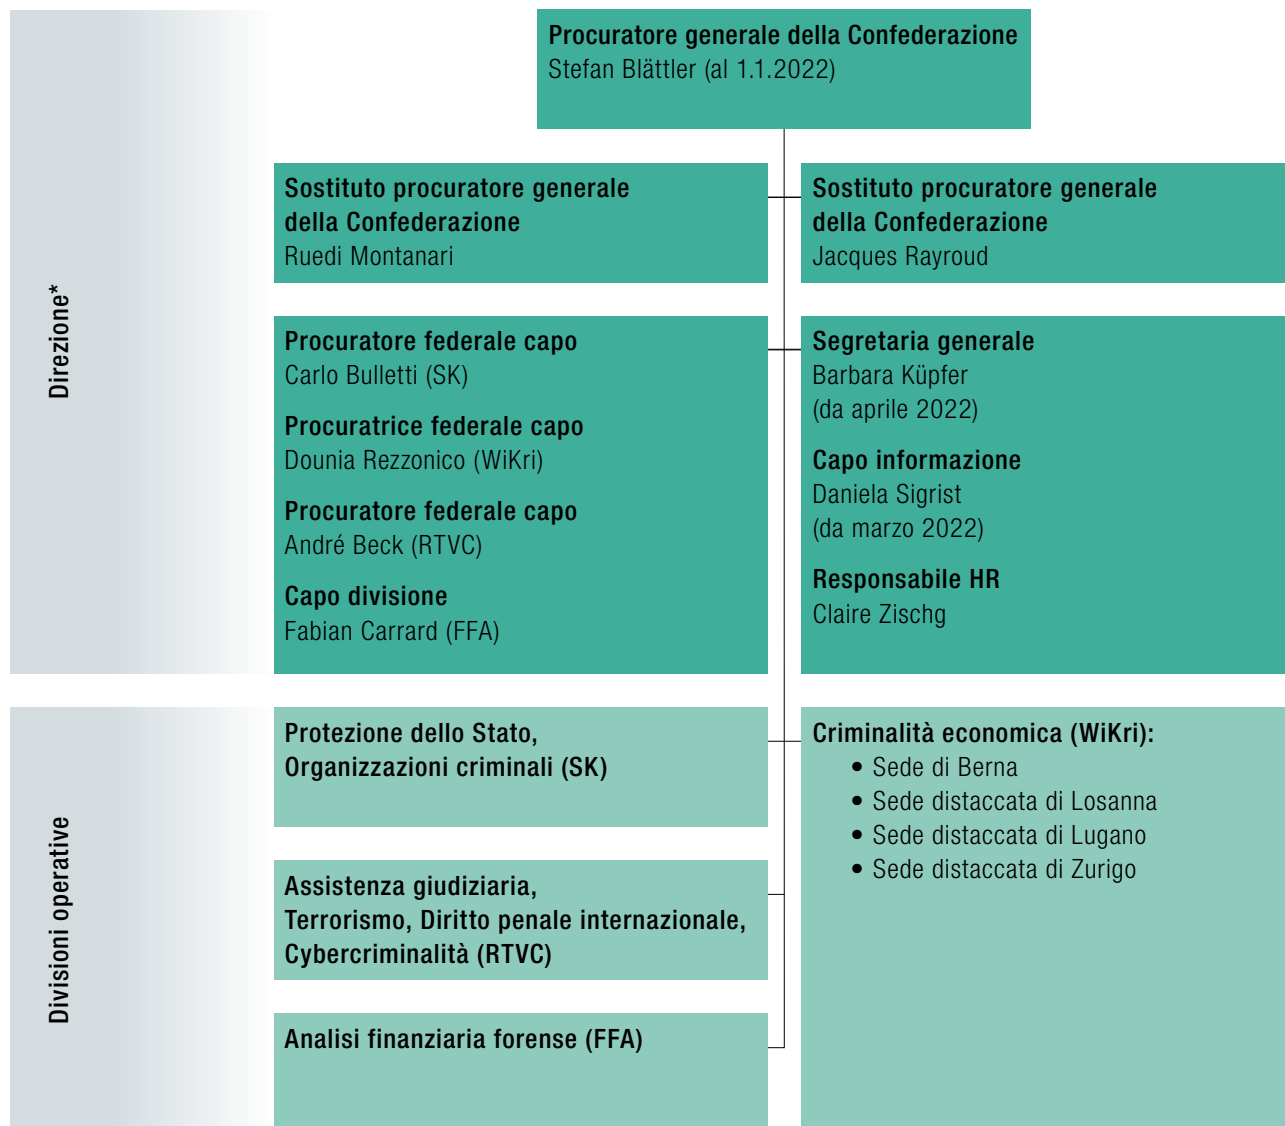 Direzione*
Procuratore generale della Confederazione
Stefan Blättler (al 1.1.2022)
Sostituto procuratore generale
della Confederazione
Ruedi Montanari
Sostituto procuratore generale
della Confederazione
Jacques Rayroud
Procuratore federale capo
Carlo Bulletti (SK)
Procuratrice federale capo
Dounia Rezzonico (WiKri)
Procuratore federale capo
André Beck (RTVC)
Capo divisione
Fabian Carrard (FFA)
Segretaria generale
Barbara Küpfer
(da aprile 2022)
Capo informazione
Daniela Sigrist
(da marzo 2022)
Responsabile HR
Claire Zischg
Divisioni operative
Protezione dello Stato,
Organizzazioni criminali (SK)
Assistenza giudiziaria,
Terrorismo, Diritto penale internazionale,
Cybercriminalità (RTVC)
Analisi finanziaria forense (FFA)
Criminalità economica (WiKri):
• Sede di Berna
• Sede distaccata di Losanna
• Sede distaccata di Lugano
• Sede distaccata di Zurigo